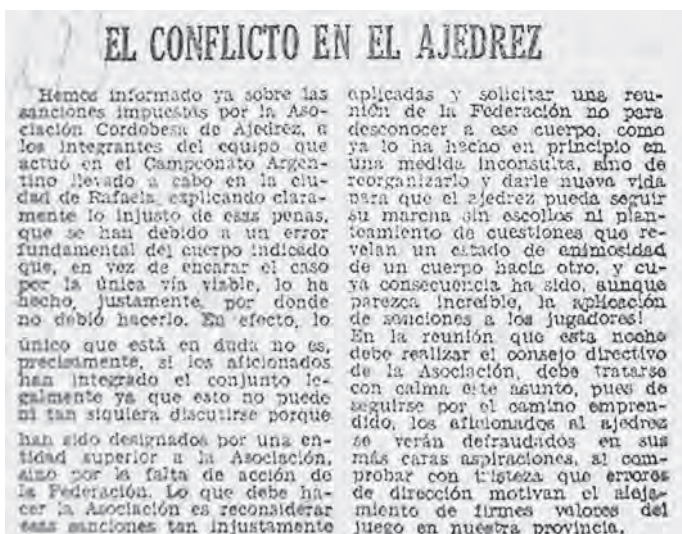 EL CONFLICTO EN EL AJEDREZ
Hemos informado ya sobre las
sanciones impuestas por la Aso-
ciación Cordobesa de Ajedrez, a
los integrantes del equipo que
actuó en el Campeonato Argen-
tino llevado a cabo en la ciu-
dad de Rafaela, explicando clara-
mente lo injusto de esas penas,
que se han debido a un error
fundamental del cuerpo indicado
que, en vez de encarar el caso
por la única vía viable, lo ha
hecho, justamente, por donde
no debió hacerlo. En efecto, lo
único que está en duda no es,
precisamente, si los aficionados
han integrado el conjunto le-
galmente ya que esto no puede
ni tan siquiera discutirse porque
han sido designados por una en-
tidad superior a la Asociación,
sino por la falta de acción de
la Federación. Lo que debe ha-
cer la Asociación es reconsiderar
esas sanciones tan injustamente
aplicadas y solicitar una reu-
nión de la Federación no para
desconocer a ese cuerpo, como
ya lo ha hecho en principio en
una medida inconsulta, sino de
reorganizarlo y darle nueva vida
para que el ajedrez pueda seguir
su marcha sin escollos ni plan-
teamiento de cuestiones que re-
velan un estado de animosidad
de un cuerpo hacia otro, y cu-
ya consecuencia ha sido, aunque
parezca increíble, la aplicación
de sanciones a los jugadores!
En la reunión que esta noche
debe realizar el consejo directivo
de la Asociación, debe tratarse
con calma este asunto, pues de
seguirse por el camino empren-
dido, los aficionados al ajedrez
se verán defraudados en sus
más caras aspiraciones, al com-
probar con tristeza que errores
de dirección motivan el aleja-
miento de firmes valores del
juego en nuestra provincia.